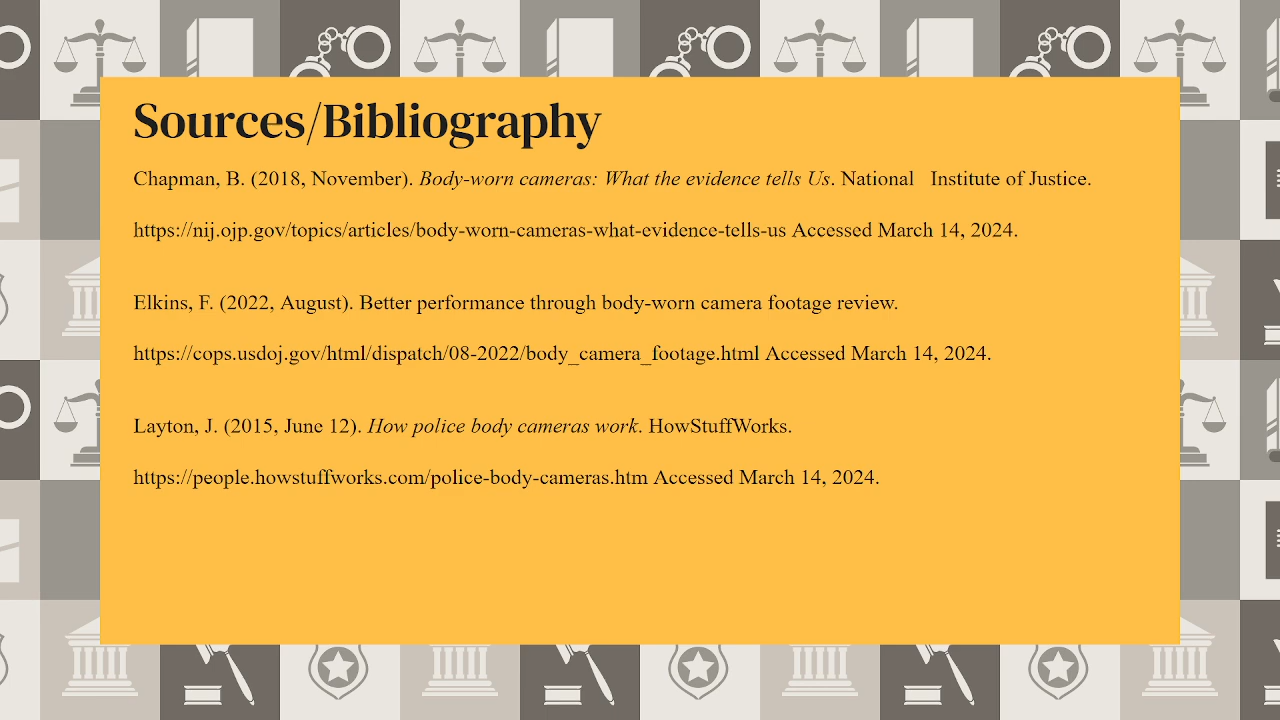 Sources/Bibliography
Chapman, B. (2018, November). Body-worn cameras: What the evidence tells Us. National   Institute of Justice.
https://nij.ojp.gov/topics/articles/body-worn-cameras-what-evidence-tells-us Accessed March 14, 2024.
Elkins, F. (2022, August). Better performance through body-worn camera footage review.
https://cops.usdoj.gov/html/dispatch/08-2022/body_camera_footage.html Accessed March 14, 2024.
Layton, J. (2015, June 12). How police body cameras work. HowStuffWorks.
https://people.howstuffworks.com/police-body-cameras.htm Accessed March 14, 2024.